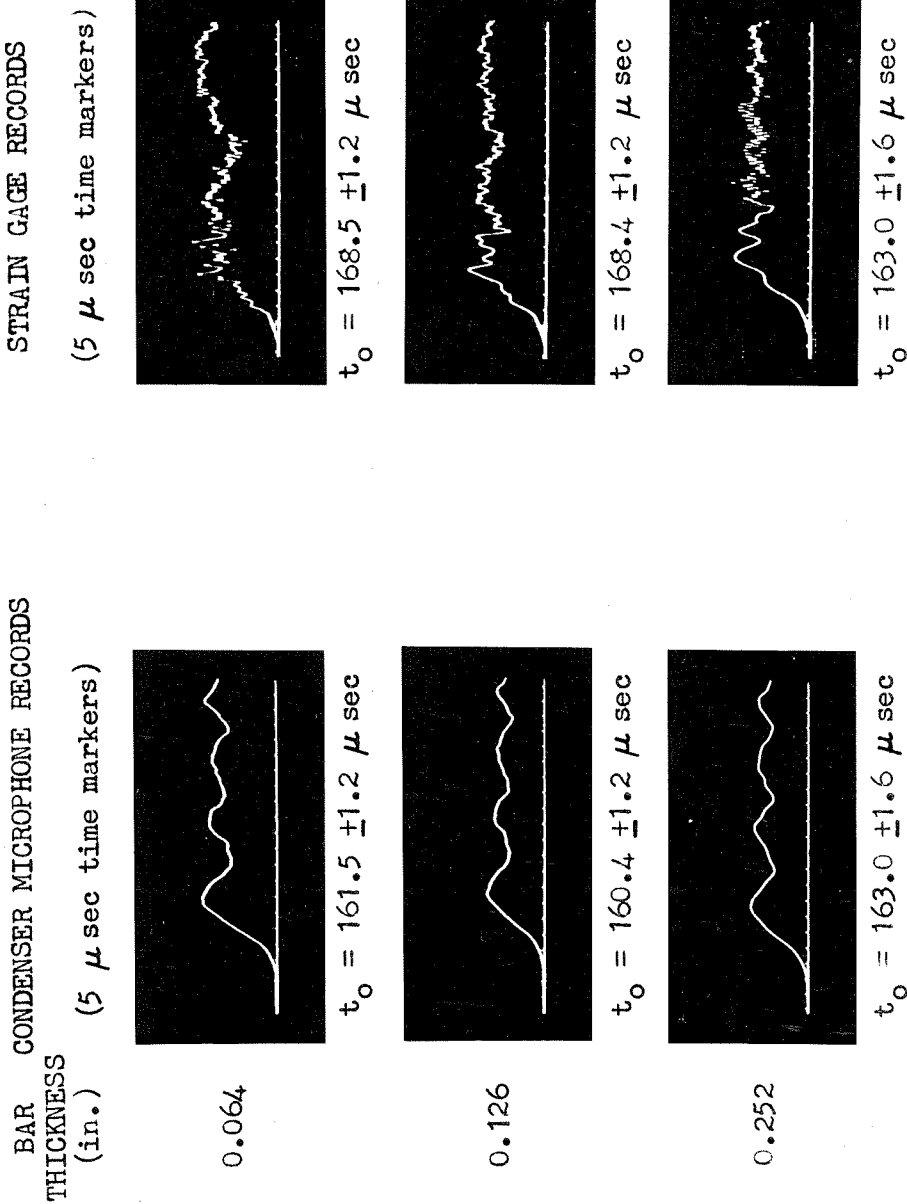 BAR
THICKNESS
(in.)
CONDENSER MICROPHONE RECORDS
(5 μ sec time markers)
STRAIN GAGE RECORDS
(5 μ sec time markers)
0.064
t₀ = 161.5 ±1.2 μ sec
t₀ = 168.5 ±1.2 μ sec
0.126
t₀ = 160.4 ±1.2 μ sec
t₀ = 168.4 ±1.2 μ sec
0.252
t₀ = 163.0 ±1.6 μ sec
t₀ = 163.0 ±1.6 μ sec